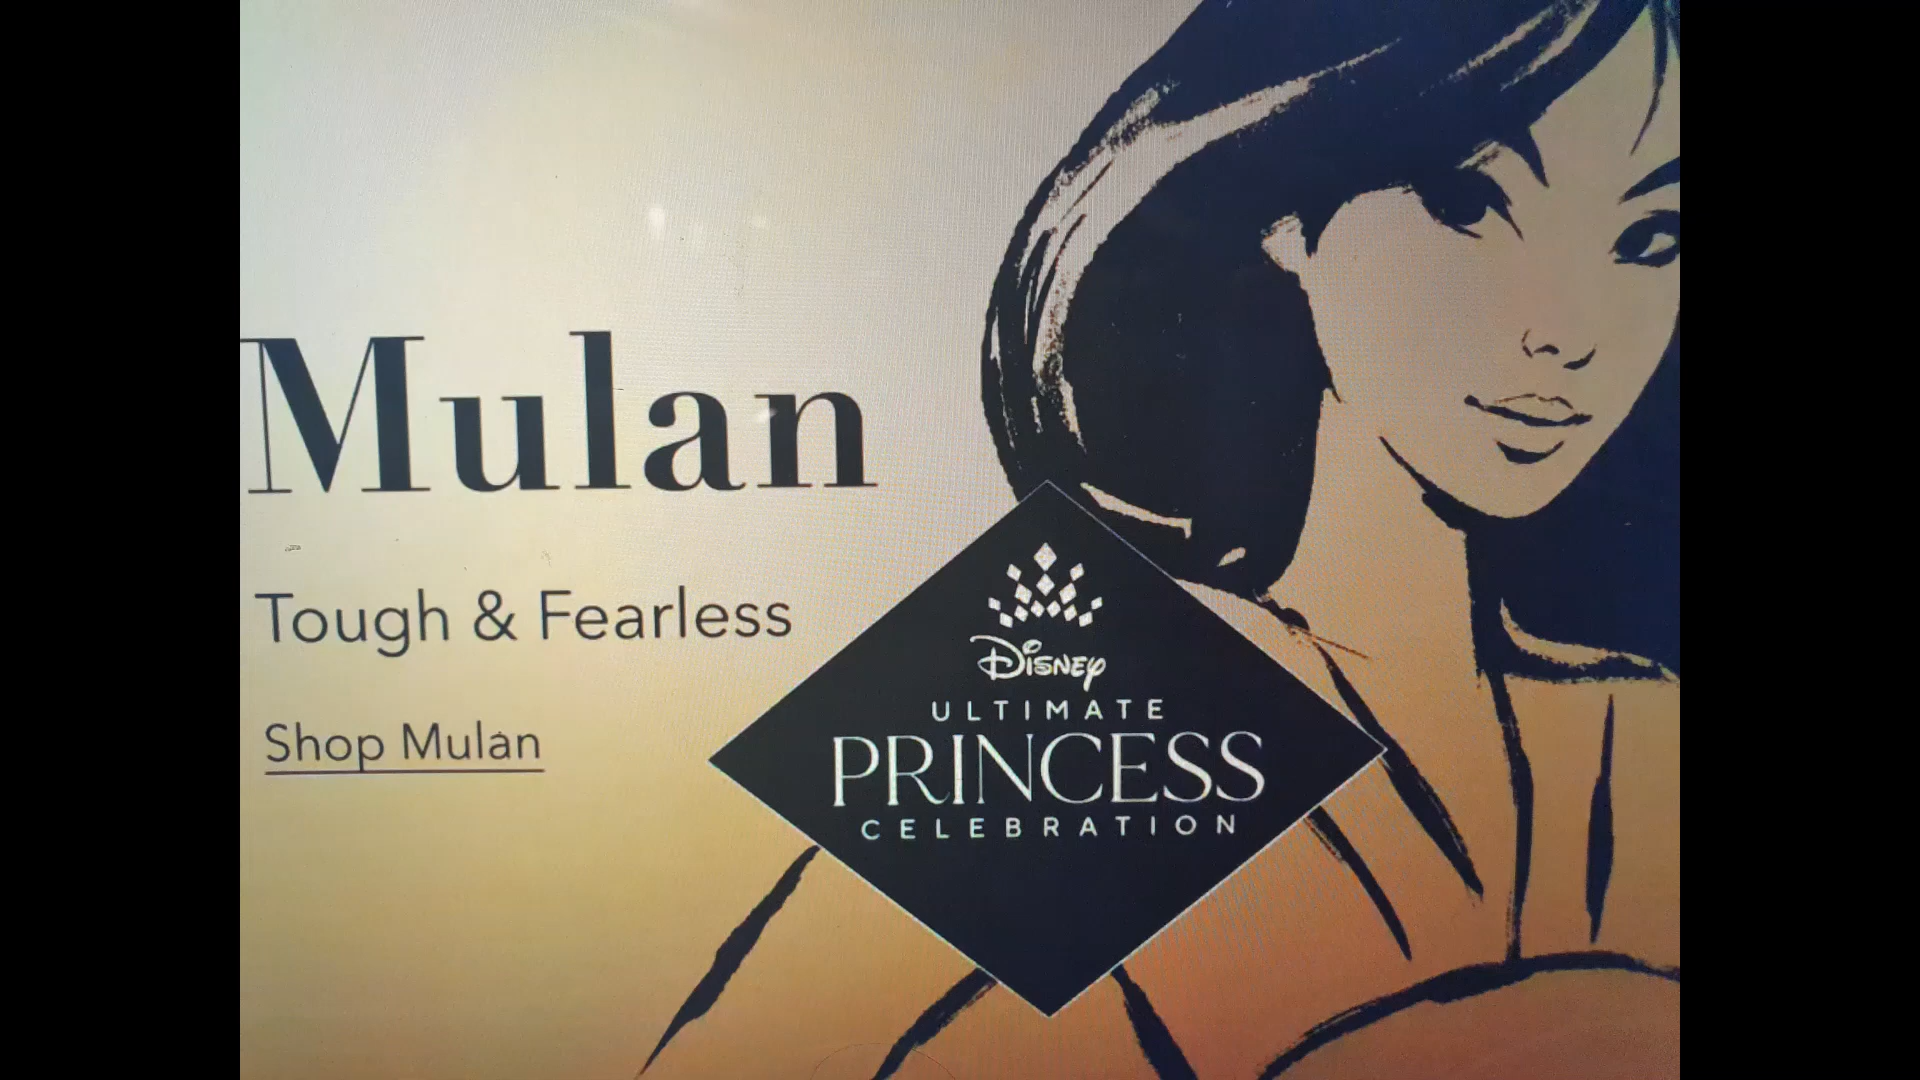 Mulan
Tough & Fearless
Shop Mulan
Disney
ULTIMATE
PRINCESS
CELEBRATION